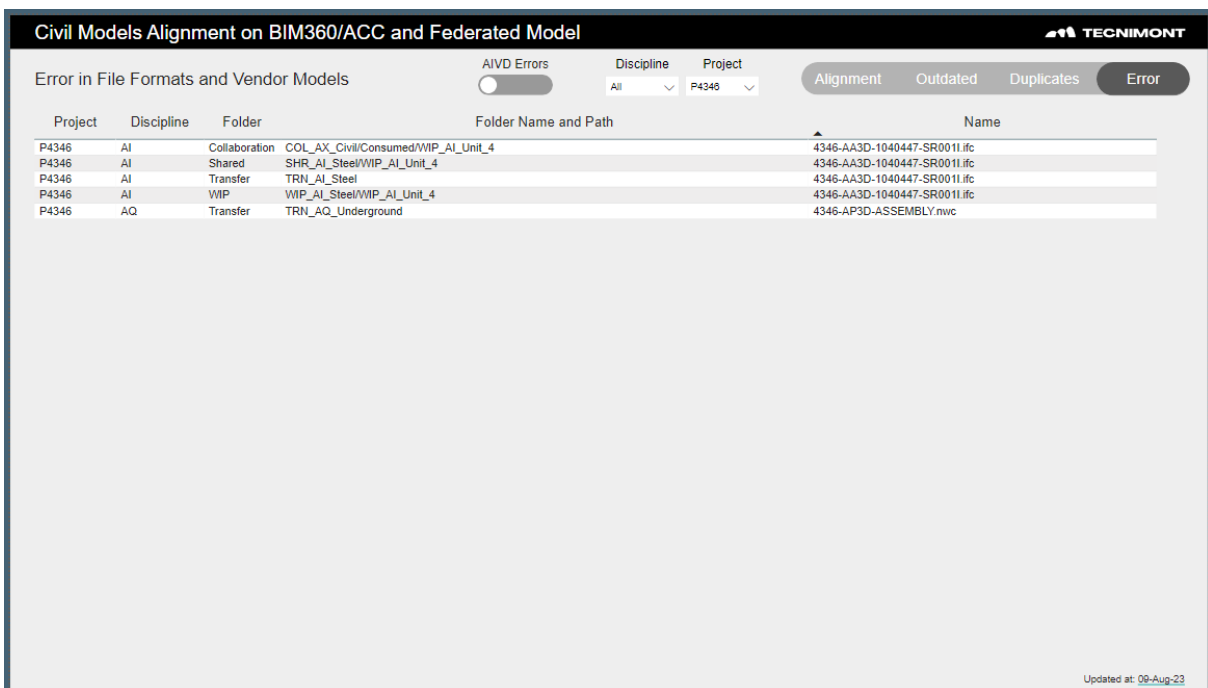 Civil Models Alignment on BIM360/ACC and Federated Model TECNIMONT
Error in File Formats and Vendor Models AIVD Errors Discipline All Project P4346 Alignment Outdated Duplicates Error
Project Discipline Folder Folder Name and Path Name
P4346 AI Collaboration COL_AX_Civil/Consumed/WIP_AI_Unit_4 4346-AA3D-1040447-SR001I.ifc
P4346 AI Shared SHR_AI_Steel/WIP_AI_Unit_4 4346-AA3D-1040447-SR001I.ifc
P4346 AI Transfer TRN_AI_Steel 4346-AA3D-1040447-SR001I.ifc
P4346 AI WIP WIP_AI_Steel/WIP_AI_Unit_4 4346-AA3D-1040447-SR001I.ifc
P4346 AQ Transfer TRN_AQ_Underground 4346-AP3D-ASSEMBLY.nwc
Updated at: 09-Aug-23